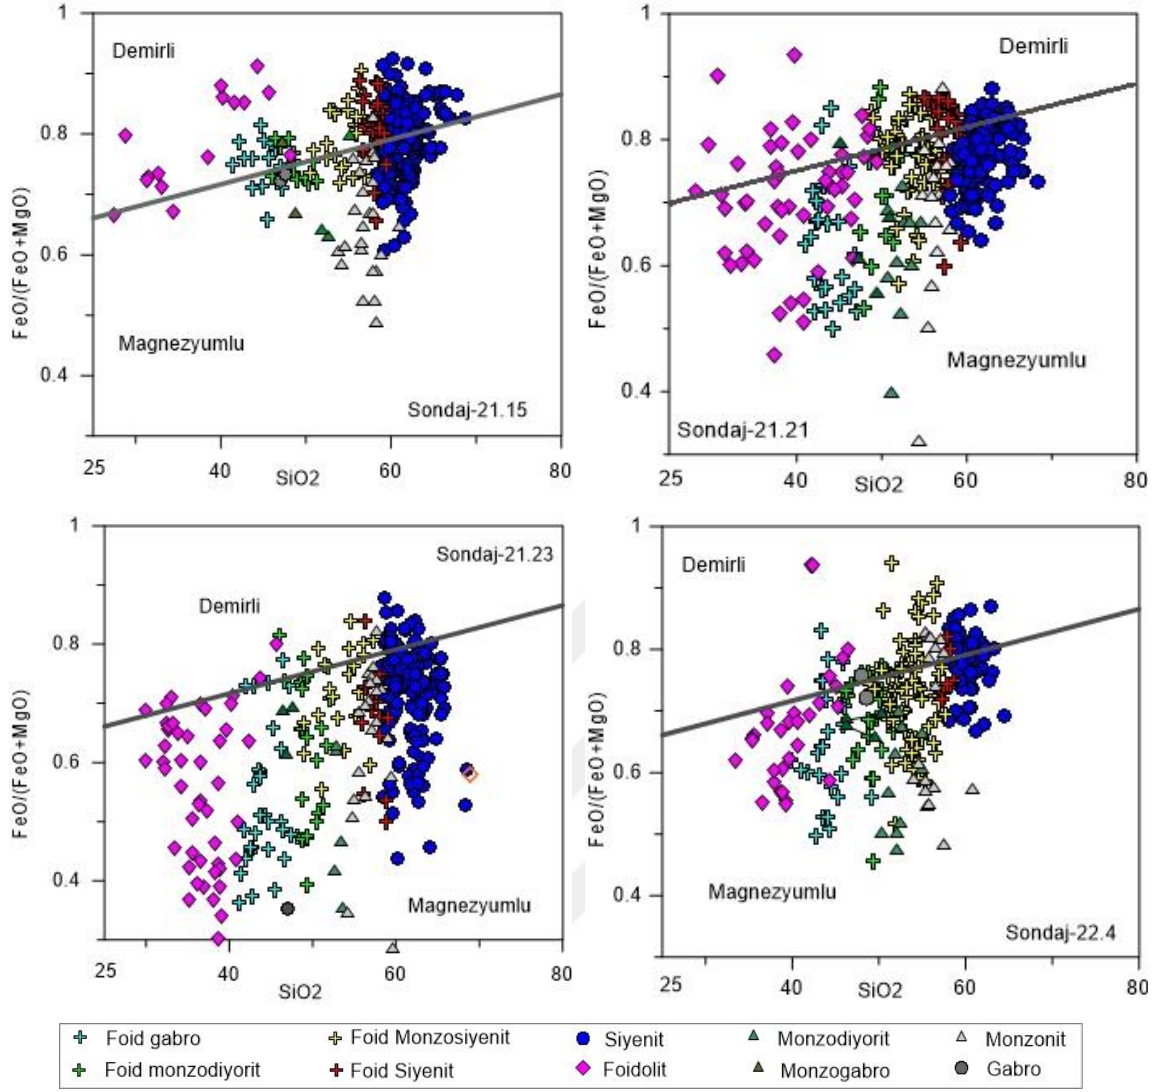 1
Demirli
0.8
FeO/(FeO+MgO)
0.6
Magnezyumlu
0.4
Sondaj-21.15
25
40
60
80
SiO2
1
Demirli
0.8
FeO/(FeO+MgO)
0.6
Magnezyumlu
0.4
Sondaj-21.21
25
40
60
80
SiO2
1
Sondaj-21.23
Demirli
0.8
FeO/(FeO+MgO)
0.6
0.4
Magnezyumlu
25
40
60
80
SiO2
1
Demirli
0.8
FeO/(FeO+MgO)
0.6
0.4
Magnezyumlu
Sondaj-22.4
25
40
60
80
SiO2
Foid gabro
Foid Monzosiyenit
Siyenit
Monzodiyorit
Monzonit
Foid monzodiyorit
Foid Siyenit
Foidolit
Monzogabro
Gabro